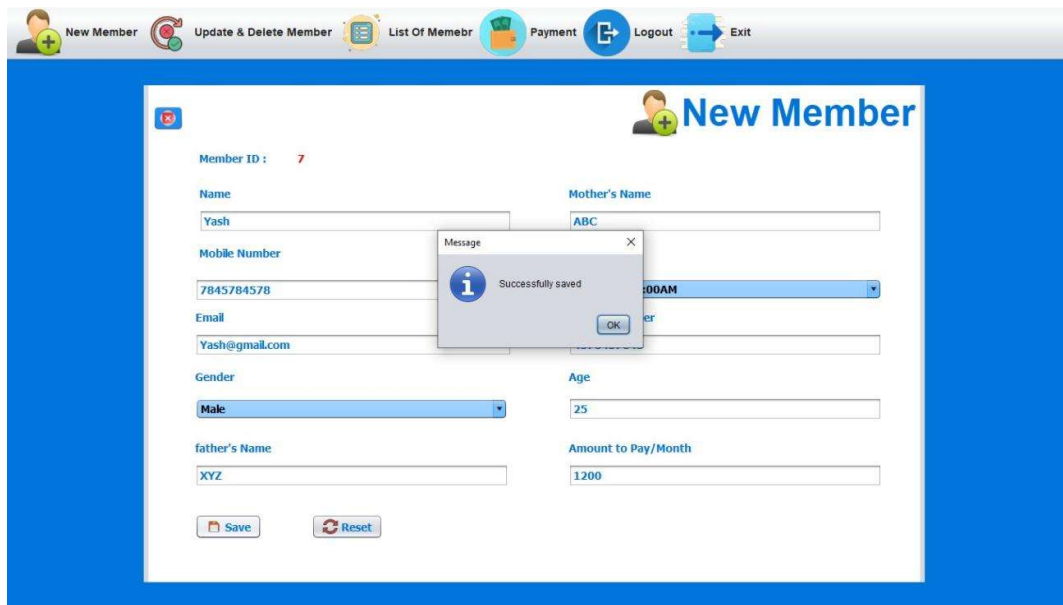 New Member Update & Delete Member List Of Memebr Payment Logout Exit
New Member
Member ID : 7
Name Mother's Name
Yash ABC
Message
Mobile Number
Successfully saved
7845784578 :00AM
OK
Email er
Yash@gmail.com
Gender Age
Male 25
father's Name Amount to Pay/Month
XYZ 1200
Save Reset